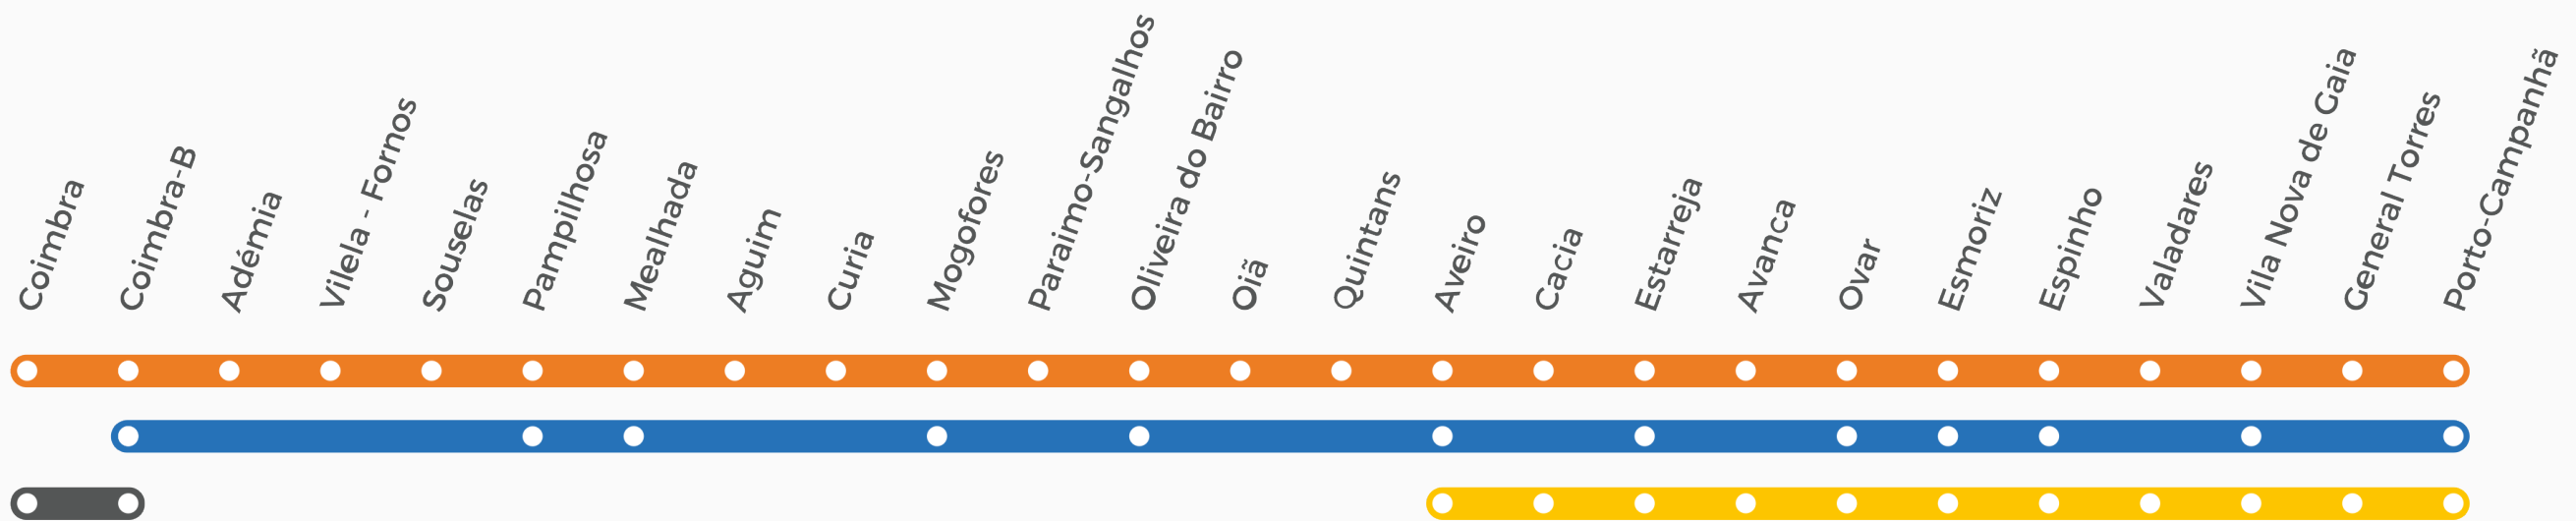 Coimbra
Coimbra-B
Adémia
Vilela - Fornos
Souselas
Pampilhosa
Mealhada
Aguim
Curia
Mogofores
Paraimo-Sangalhos
Oliveira do Bairro
Oiã
Quintans
Aveiro
Cacia
Estarreja
Avanca
Ovar
Esmoriz
Espinho
Valadares
Vila Nova de Gaia
General Torres
Porto-Campanhã